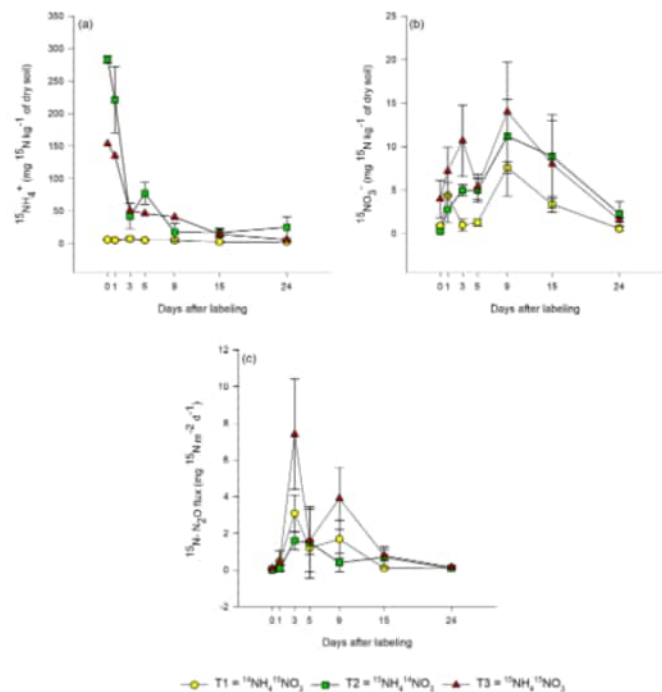 (a)
¹⁵NH₄⁺ (mg ¹⁵N kg⁻¹ of dry soil)
350
300
250
200
150
100
50
0
0 1 3 5 9 15 24
Days after labeling
(b)
¹⁵NO₃⁻ (mg ¹⁵N kg⁻¹ of dry soil)
25
20
15
10
5
0
0 1 3 5 9 15 24
Days after labeling
(c)
¹⁵N- N₂O flux (mg ¹⁵N m⁻² d⁻¹)
12
10
8
6
4
2
0
-2
0 1 3 5 9 15 24
Days after labeling
T1 = ¹⁴NH₄¹⁵NO₃ T2 = ¹⁵NH₄¹⁴NO₃ T3 = ¹⁵NH₄¹⁵NO₃